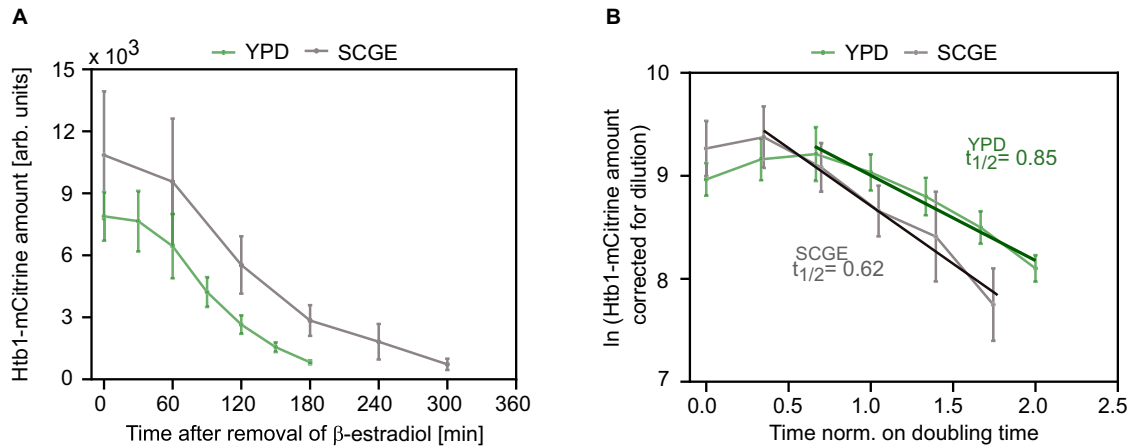 A
YPD SCGE
x 10³
Htb1-mCitrine amount [arb. units]
15
12
9
6
3
0
0 60 120 180 240 300 360
Time after removal of β-estradiol [min]
B
YPD SCGE
ln (Htb1-mCitrine amount
corrected for dilution)
10
9
8
7
YPD
t1/2= 0.85
SCGE
t1/2= 0.62
0.0 0.5 1.0 1.5 2.0 2.5
Time norm. on doubling time